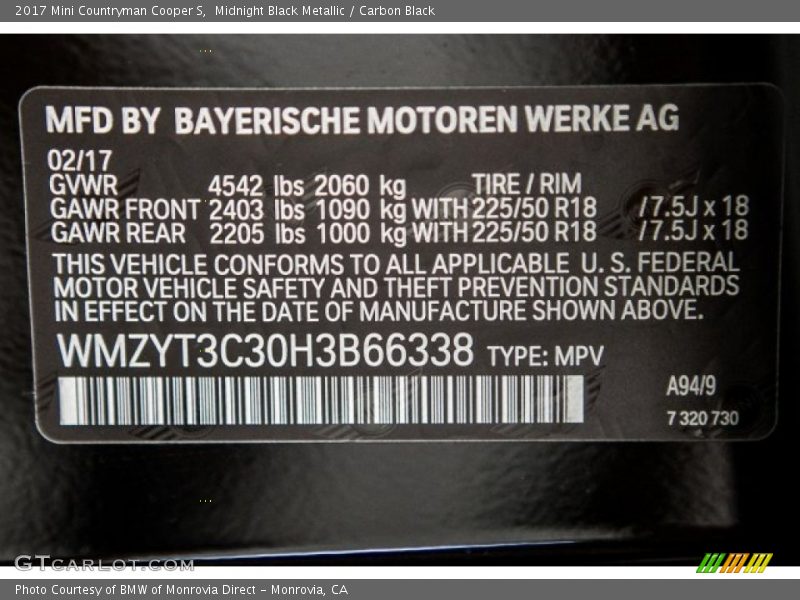 2017 Mini Countryman Cooper S,  Midnight Black Metallic / Carbon Black
MFD BY BAYERISCHE MOTOREN WERKE AG
02/17
GVWR 4542 lbs 2060 kg TIRE / RIM
GAWR FRONT 2403 lbs 1090 kg WITH 225/50 R18 /7.5J x 18
GAWR REAR 2205 lbs 1000 kg WITH 225/50 R18 /7.5J x 18
THIS VEHICLE CONFORMS TO ALL APPLICABLE U. S. FEDERAL
MOTOR VEHICLE SAFETY AND THEFT PREVENTION STANDARDS
IN EFFECT ON THE DATE OF MANUFACTURE SHOWN ABOVE.
WMZYT3C30H3B66338 TYPE: MPV
A94/9
7 320 730
GTCARLOT.COM
Photo Courtesy of BMW of Monrovia Direct - Monrovia, CA